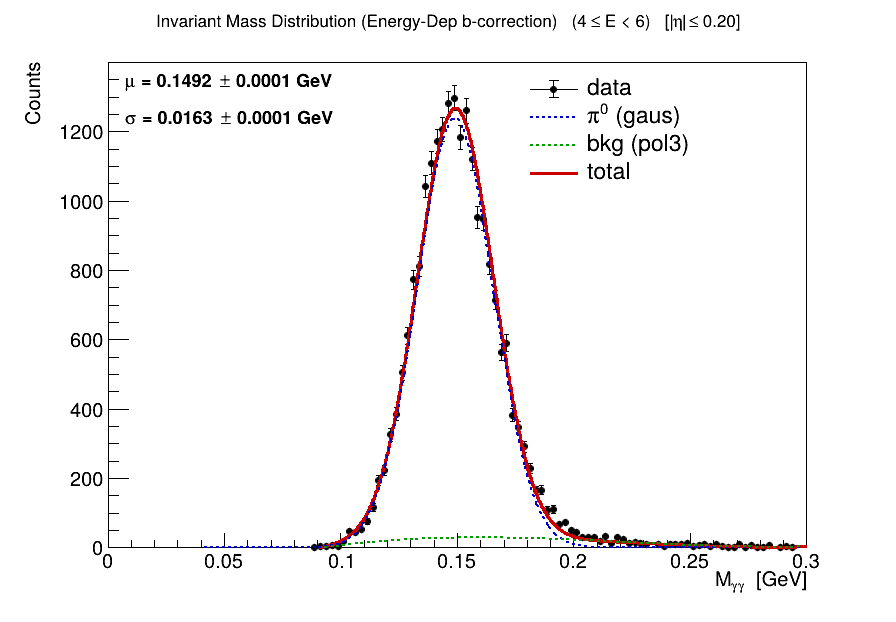 Invariant Mass Distribution (Energy-Dep b-correction) (4 ≤ E < 6) [|η| ≤ 0.20]
Counts
μ = 0.1492 ± 0.0001 GeV
σ = 0.0163 ± 0.0001 GeV
data
π⁰ (gaus)
bkg (pol3)
total
1200
1000
800
600
400
200
0
0 0.05 0.1 0.15 0.2 0.25 0.3
M_γγ [GeV]